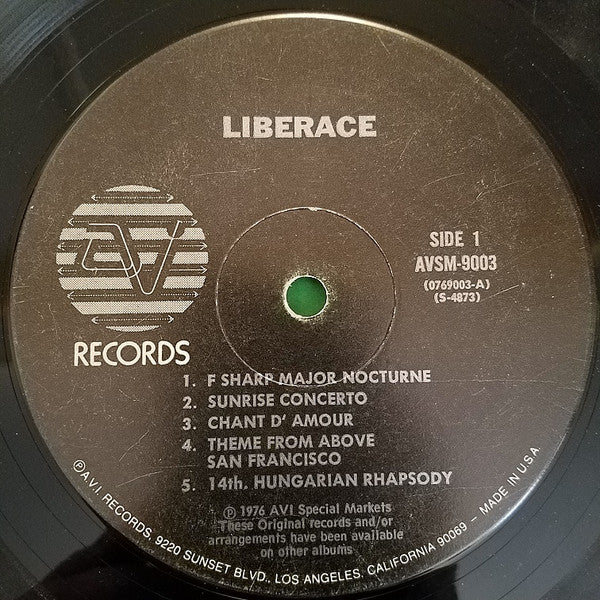 LIBERACE
AV
RECORDS
SIDE 1
AVSM-9003
(0769003-A)
(S-4873)
1. F SHARP MAJOR NOCTURNE
2. SUNRISE CONCERTO
3. CHANT D' AMOUR
4. THEME FROM ABOVE
SAN FRANCISCO
5. 14th. HUNGARIAN RHAPSODY
℗ 1976 AVI Special Markets
These Original records and/or
arrangements have been available
on other albums
℗A.V.I. RECORDS, 9220 SUNSET BLVD., LOS ANGELES, CALIFORNIA 90069 - MADE IN U.S.A